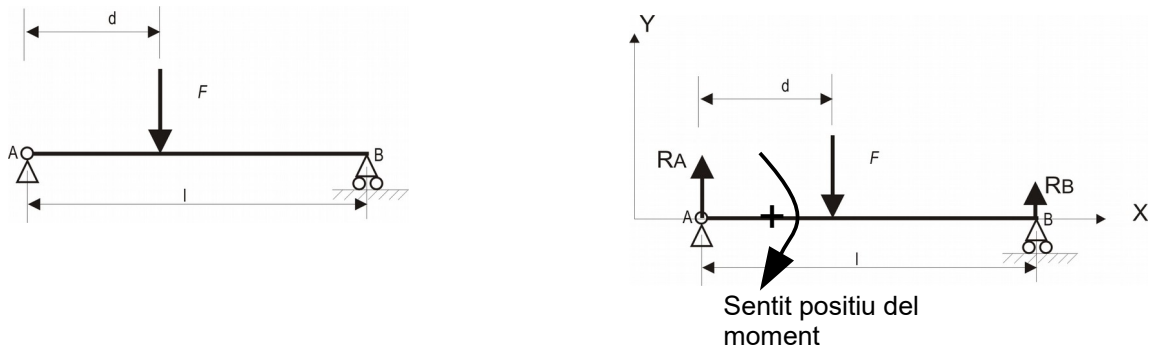 d
F
A
B
l
Y
d
RA
F
RB
A
B
X
l
Sentit positiu del
moment